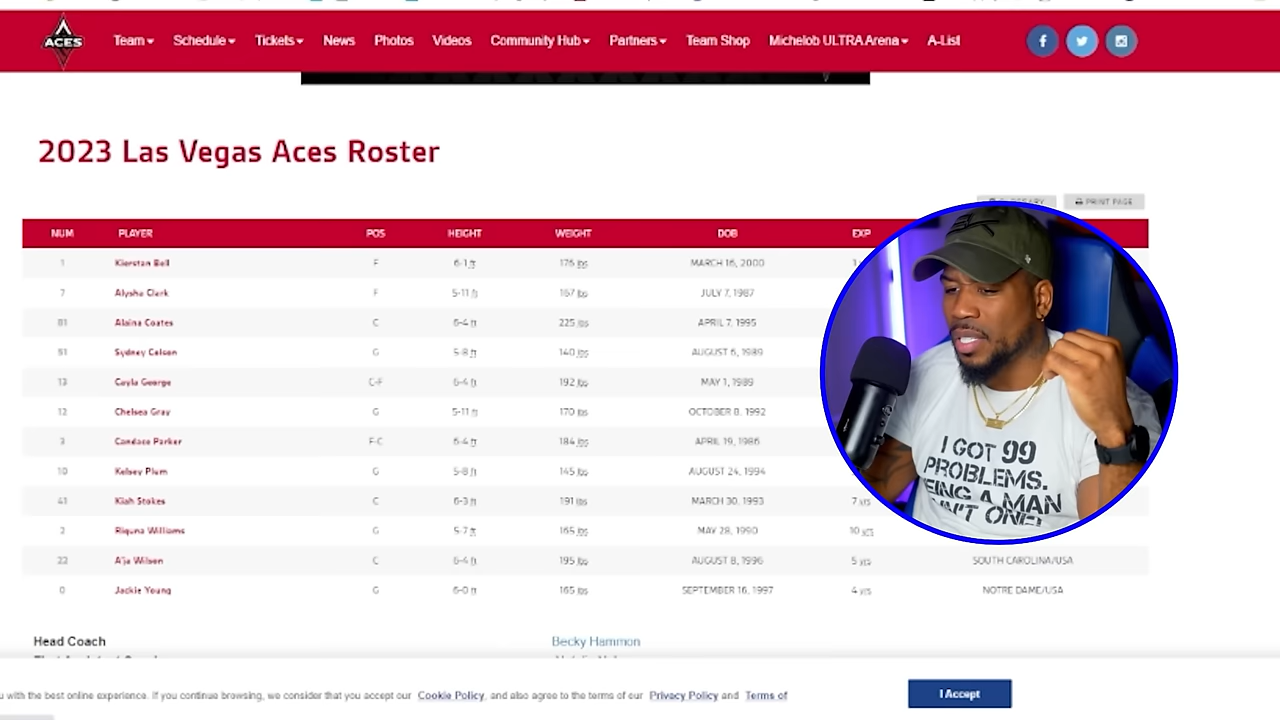 ACES Team Schedule Tickets News Photos Videos Community Hub Partners Team Shop Michelob ULTRA Arena A-List
2023 Las Vegas Aces Roster
PRINT PAGE
NUM PLAYER POS HEIGHT WEIGHT DOB EXP
1 Kierstan Bell F 6-1 ft 176 lbs MARCH 16, 2000
7 Alysha Clark F 5-11 ft 167 lbs JULY 7, 1987
81 Alaina Coates C 6-4 ft 225 lbs APRIL 7, 1995
51 Sydney Colson G 5-8 ft 140 lbs AUGUST 6, 1989
13 Cayla George C-F 6-4 ft 192 lbs MAY 1, 1989
12 Chelsea Gray G 5-11 ft 170 lbs OCTOBER 8, 1992
3 Candace Parker F-C 6-4 ft 184 lbs APRIL 19, 1986
10 Kelsey Plum G 5-8 ft 145 lbs AUGUST 24, 1994
41 Kiah Stokes C 6-3 ft 191 lbs MARCH 30, 1993 7 yrs
2 Riquna Williams G 5-7 ft 165 lbs MAY 28, 1990 10 yrs
22 A'ja Wilson C 6-4 ft 195 lbs AUGUST 8, 1996 5 yrs SOUTH CAROLINA/USA
0 Jackie Young G 6-0 ft 165 lbs SEPTEMBER 16, 1997 4 yrs NOTRE DAME/USA
I GOT 99
PROBLEMS.
EING A MAN
AIN'T ONE!
Head Coach Becky Hammon
u with the best online experience. If you continue browsing, we consider that you accept our Cookie Policy, and also agree to the terms of our Privacy Policy and Terms of
I Accept